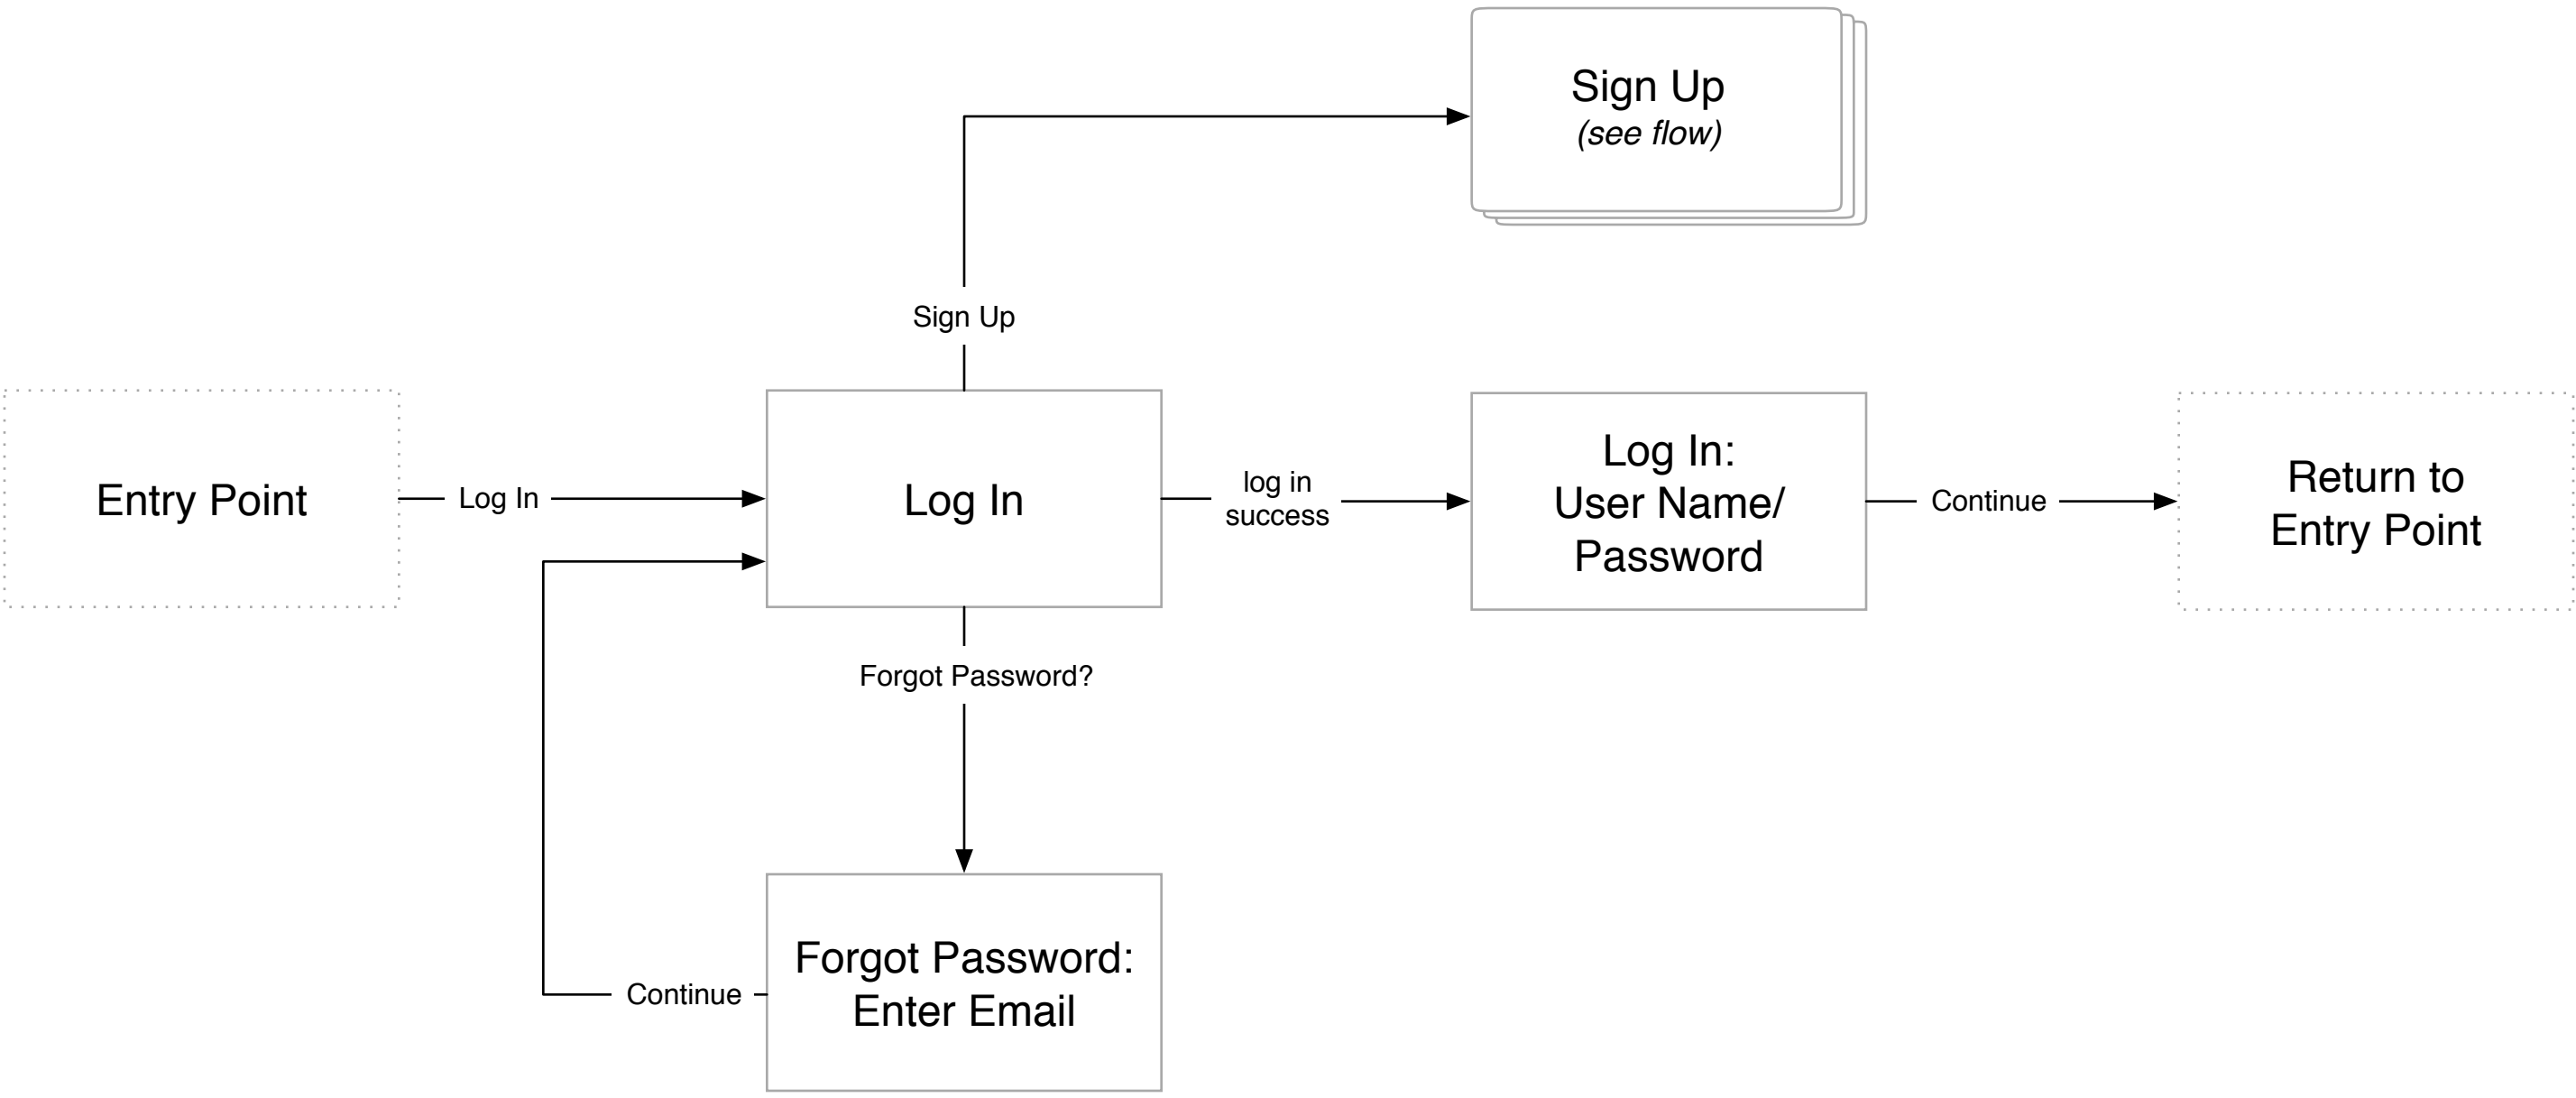 Sign Up
(see flow)
Sign Up
Entry Point
Log In
Log In
log in
success
Log In:
User Name/
Password
Continue
Return to
Entry Point
Forgot Password?
Forgot Password:
Enter Email
Continue